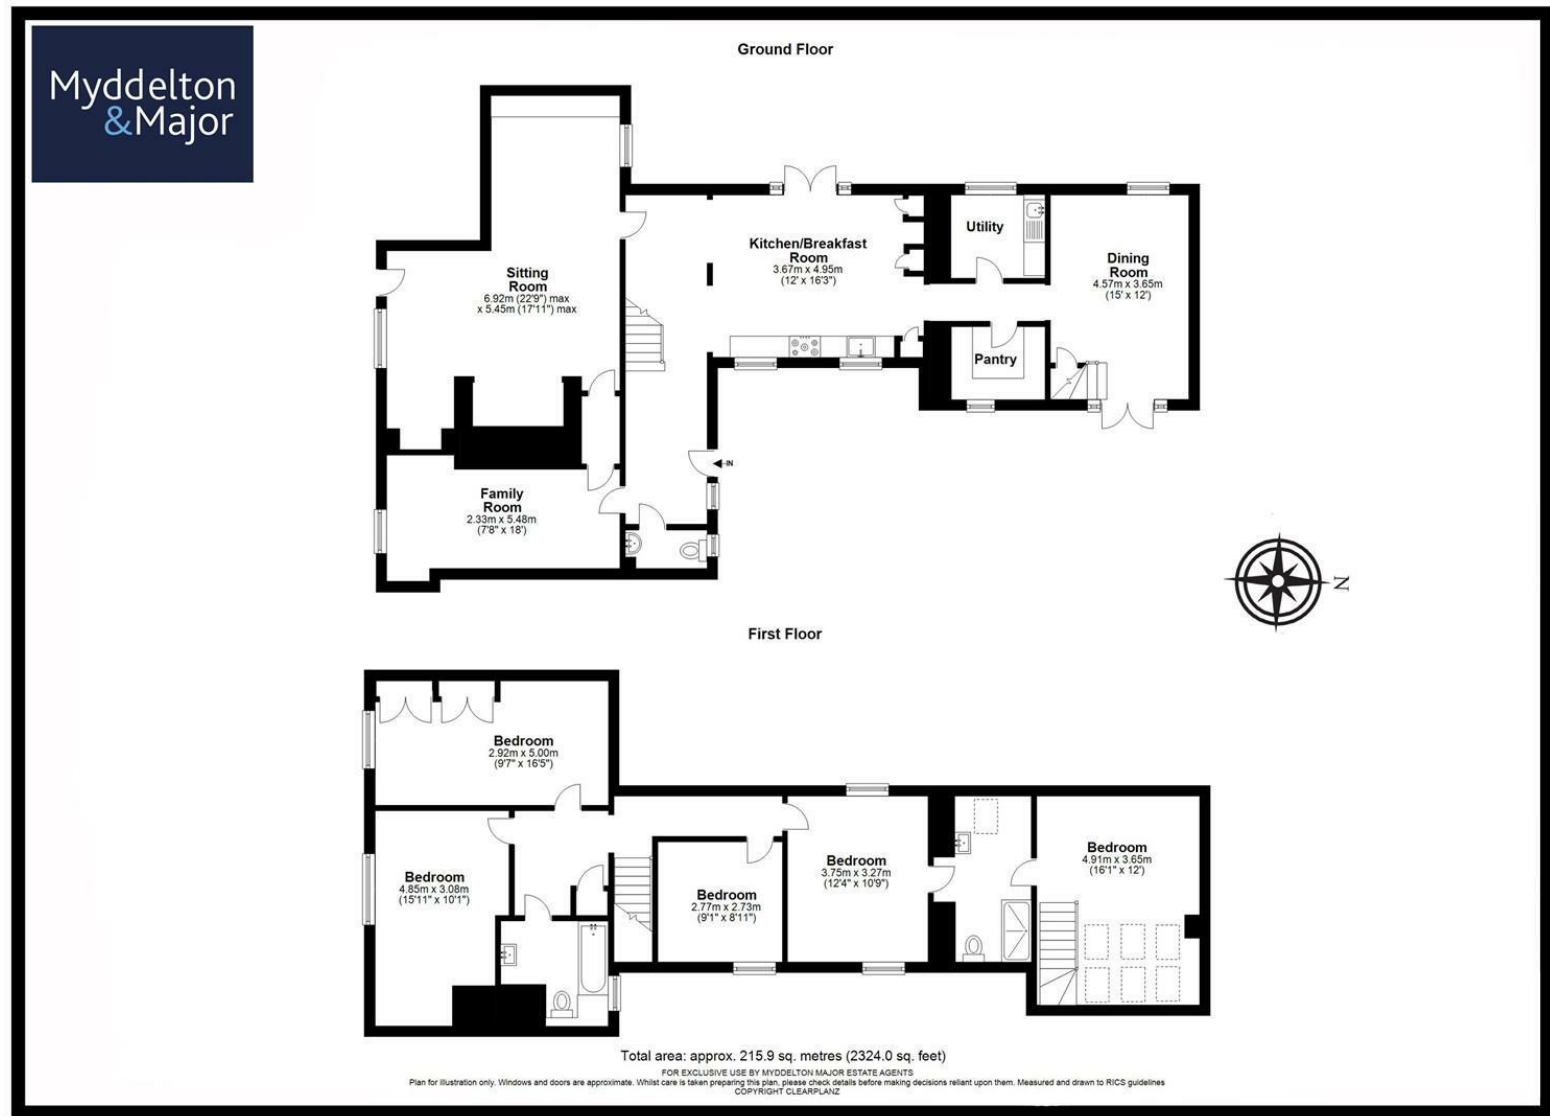 Myddelton
&Major
Ground Floor
Sitting
Room
6.92m (22'9") max
x 5.45m (17'11") max
Kitchen/Breakfast
Room
3.67m x 4.95m
(12' x 16'3")
Utility
Dining
Room
4.57m x 3.65m
(15' x 12')
Pantry
IN
Family
Room
2.33m x 5.48m
(7'8" x 18')
N
First Floor
Bedroom
2.92m x 5.00m
(9'7" x 16'5")
Bedroom
4.85m x 3.08m
(15'11" x 10'1")
Bedroom
2.77m x 2.73m
(9'1" x 8'11")
Bedroom
3.75m x 3.27m
(12'4" x 10'9")
Bedroom
4.91m x 3.65m
(16'1" x 12')
Total area: approx. 215.9 sq. metres (2324.0 sq. feet)
FOR EXCLUSIVE USE BY MYDDELTON MAJOR ESTATE AGENTS
Plan for illustration only. Windows and doors are approximate. Whilst care is taken preparing this plan, please check details before making decisions reliant upon them. Measured and drawn to RICS guidelines
COPYRIGHT CLEARPLANZ